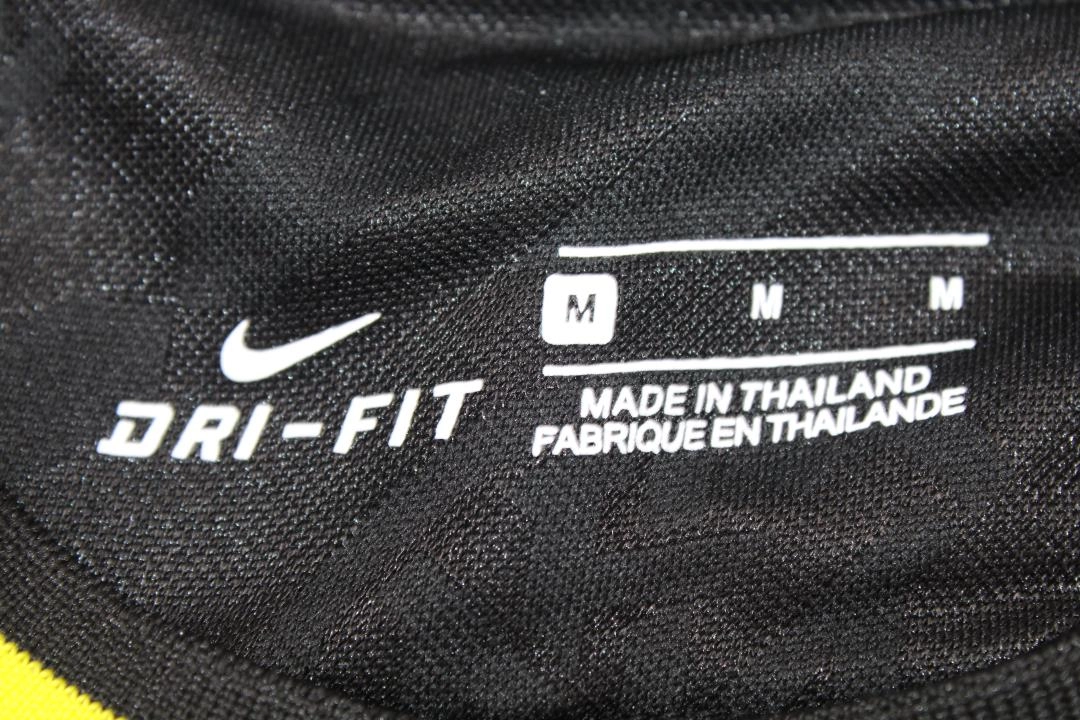 DRI-FIT
M M M
MADE IN THAILAND
FABRIQUE EN THAILANDE